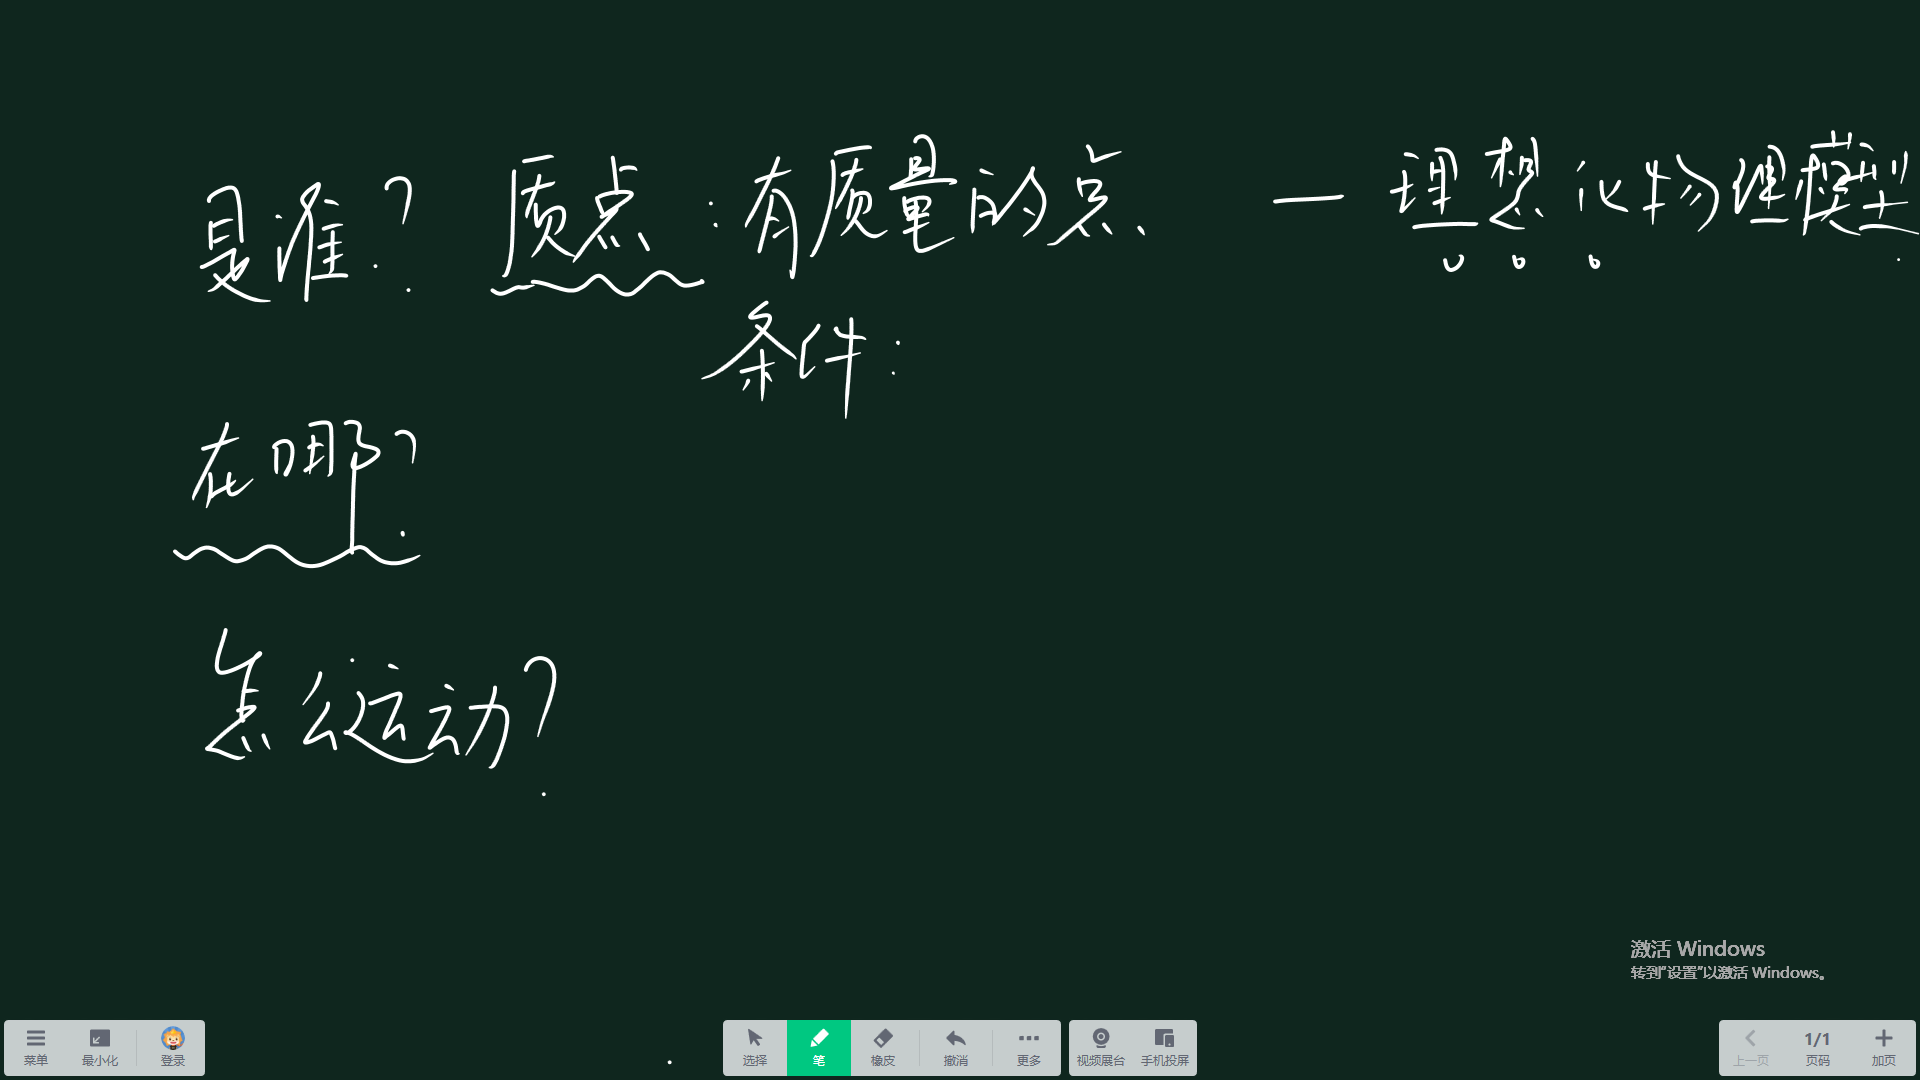 是谁? 质点:有质量的点. — 理想化物理模型.
条件:
在哪?
怎么运动?
激活 Windows
转到"设置"以激活 Windows。
菜单 最小化 登录 选择 笔 橡皮 撤消 更多 视频展台 手机投屏 上一页 1/1 页码 加页